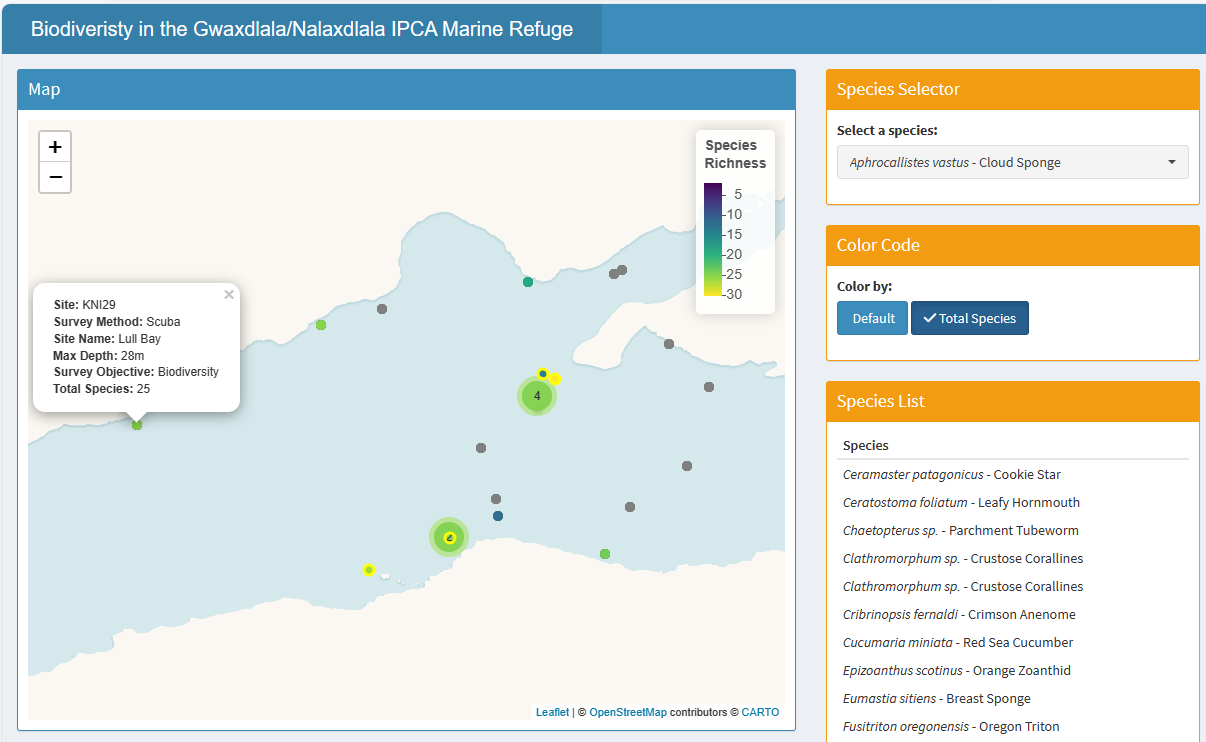 Biodiveristy in the Gwaxdlala/Nalaxdlala IPCA Marine Refuge
Map
+
−
Species
Richness
5
10
15
20
25
30
×
Site: KNI29
Survey Method: Scuba
Site Name: Lull Bay
Max Depth: 28m
Survey Objective: Biodiversity
Total Species: 25
4
Leaflet | © OpenStreetMap contributors © CARTO
Species Selector
Select a species:
Aphrocallistes vastus - Cloud Sponge
Color Code
Color by:
Default ✓ Total Species
Species List
Species
Ceramaster patagonicus - Cookie Star
Ceratostoma foliatum - Leafy Hornmouth
Chaetopterus sp. - Parchment Tubeworm
Clathromorphum sp. - Crustose Corallines
Clathromorphum sp. - Crustose Corallines
Cribrinopsis fernaldi - Crimson Anenome
Cucumaria miniata - Red Sea Cucumber
Epizoanthus scotinus - Orange Zoanthid
Eumastia sitiens - Breast Sponge
Fusitriton oregonensis - Oregon Triton